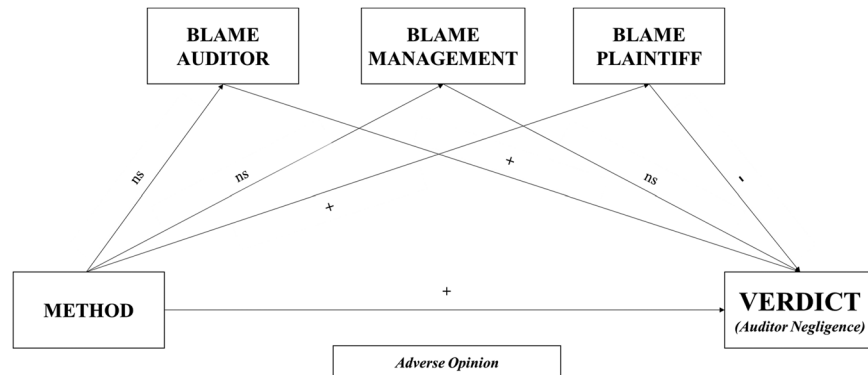 BLAME
AUDITOR
BLAME
MANAGEMENT
BLAME
PLAINTIFF
ns
ns
+
+
ns
-
METHOD
+
VERDICT
(Auditor Negligence)
Adverse Opinion